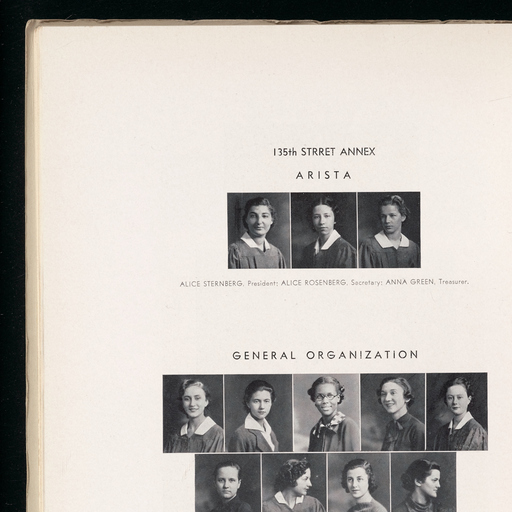 135th STRRET ANNEX
ARISTA
ALICE STERNBERG, President; ALICE ROSENBERG, Secretary; ANNA GREEN, Treasurer.
GENERAL ORGANIZATION